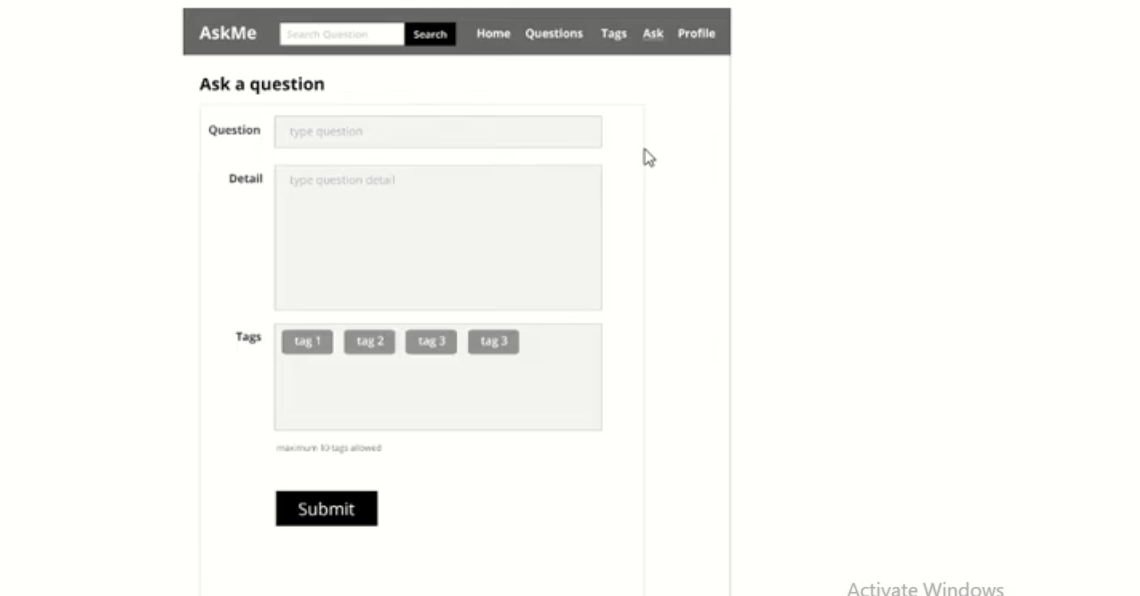 AskMe Search Question Search Home Questions Tags Ask Profile
Ask a question
Question type question
Detail type question detail
Tags tag 1 tag 2 tag 3 tag 3
maximum 10 tags allowed
Submit
Activate Windows